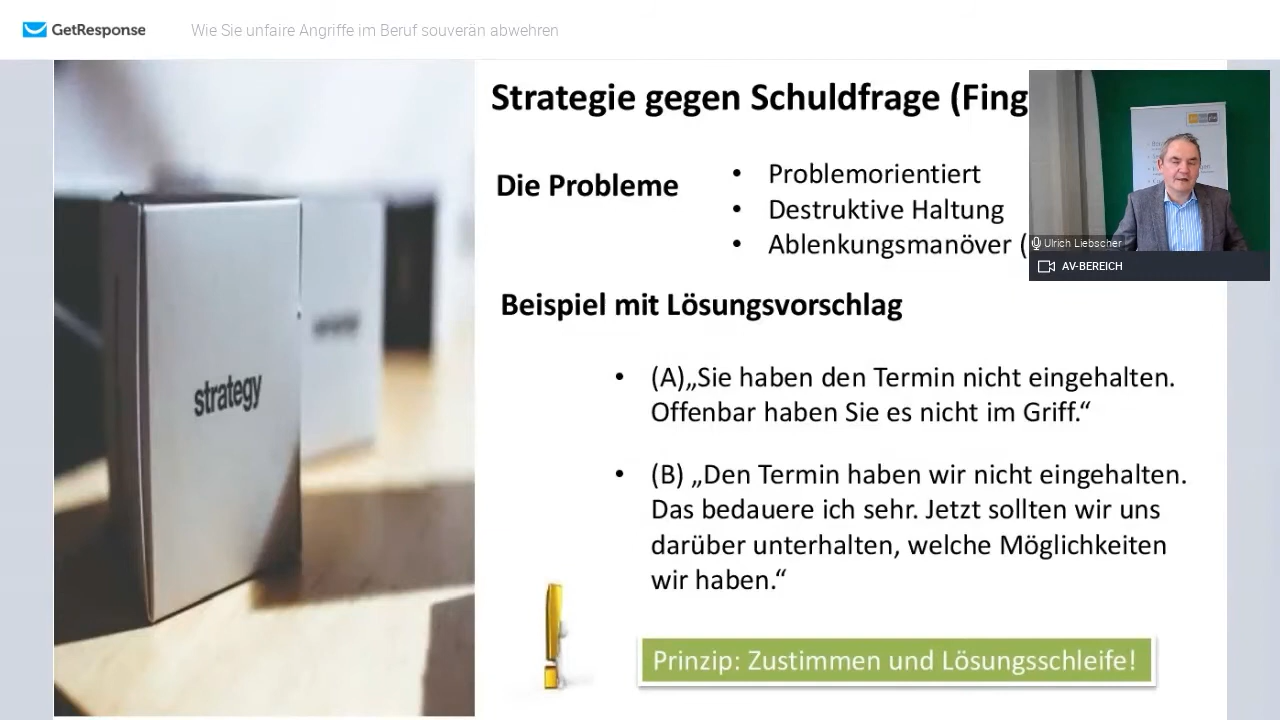 GetResponse
Wie Sie unfaire Angriffe im Beruf souverän abwehren
Strategie gegen Schuldfrage (Fing
Die Probleme
• Problemorientiert
• Destruktive Haltung
• Ablenkungsmanöver (
Ulrich Liebscher
AV-BEREICH
Beispiel mit Lösungsvorschlag
strategy
• (A)„Sie haben den Termin nicht eingehalten.
Offenbar haben Sie es nicht im Griff.“
• (B) „Den Termin haben wir nicht eingehalten.
Das bedauere ich sehr. Jetzt sollten wir uns
darüber unterhalten, welche Möglichkeiten
wir haben.“
Prinzip: Zustimmen und Lösungsschleife!